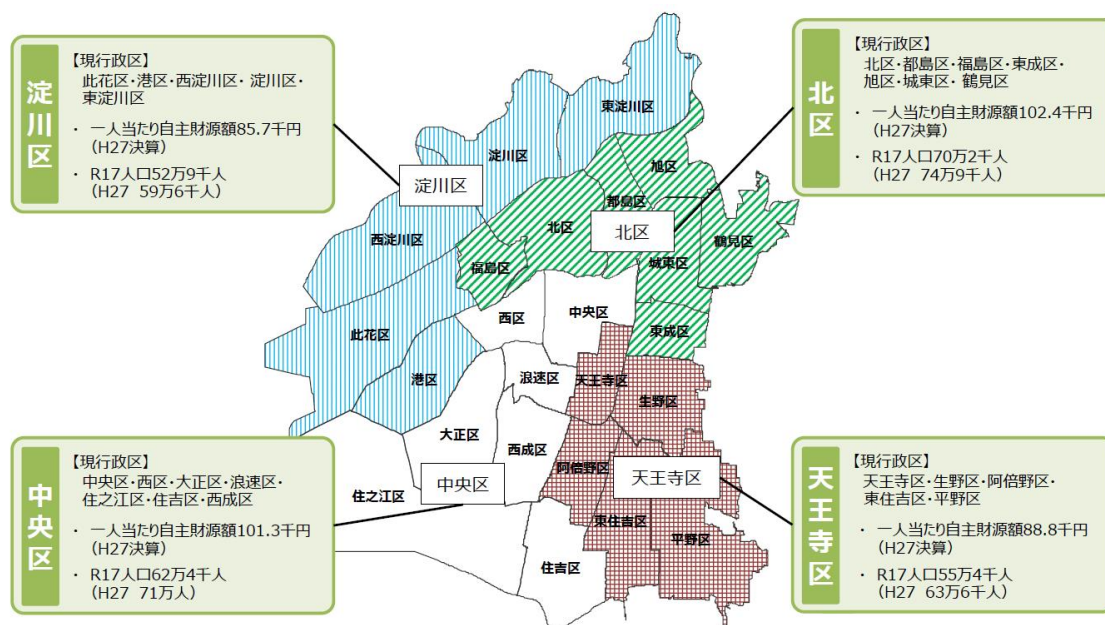 淀川区
【現行政区】
此花区・港区・西淀川区・淀川区・
東淀川区
・ 一人当たり自主財源額85.7千円
(H27決算)
・ R17人口52万9千人
(H27 59万6千人)
北区
【現行政区】
北区・都島区・福島区・東成区・
旭区・城東区・鶴見区
・ 一人当たり自主財源額102.4千円
(H27決算)
・ R17人口70万2千人
(H27 74万9千人)
東淀川区
淀川区
旭区
淀川区
都島区
北区
北区
西淀川区
鶴見区
福島区
城東区
西区
中央区
東成区
此花区
港区
浪速区
天王寺区
生野区
大正区
西成区
阿倍野区
天王寺区
中央区
住之江区
東住吉区
平野区
住吉区
中央区
【現行政区】
中央区・西区・大正区・浪速区・
住之江区・住吉区・西成区
・ 一人当たり自主財源額101.3千円
(H27決算)
・ R17人口62万4千人
(H27 71万人)
天王寺区
【現行政区】
天王寺区・生野区・阿倍野区・
東住吉区・平野区
・ 一人当たり自主財源額88.8千円
(H27決算)
・ R17人口55万4千人
(H27 63万6千人)